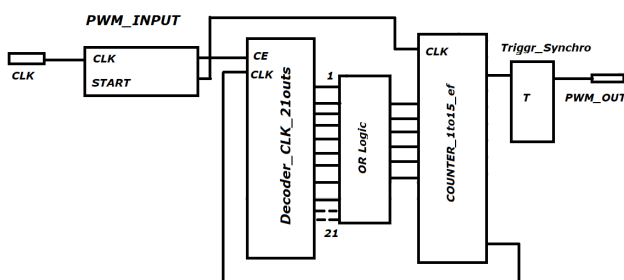 PWM_INPUT
CLK
START
CLK
CE
CLK
Decoder_CLK_21outs
1
21
OR Logic
CLK
COUNTER_1to15_ef
Triggr_Synchro
T
PWM_OUT